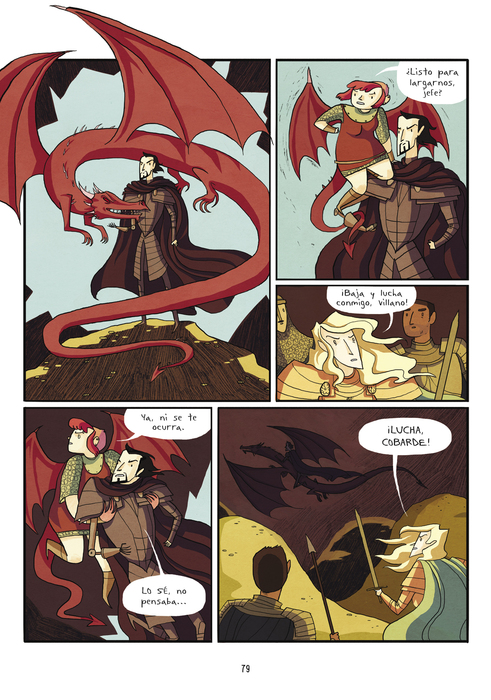 ¿Listo para
largarnos,
jefe?
¡Baja y lucha
conmigo, villano!
Ya, ni se te
ocurra.
LO SÉ, no
pensaba...
¡LUCHA,
COBARDE!
79